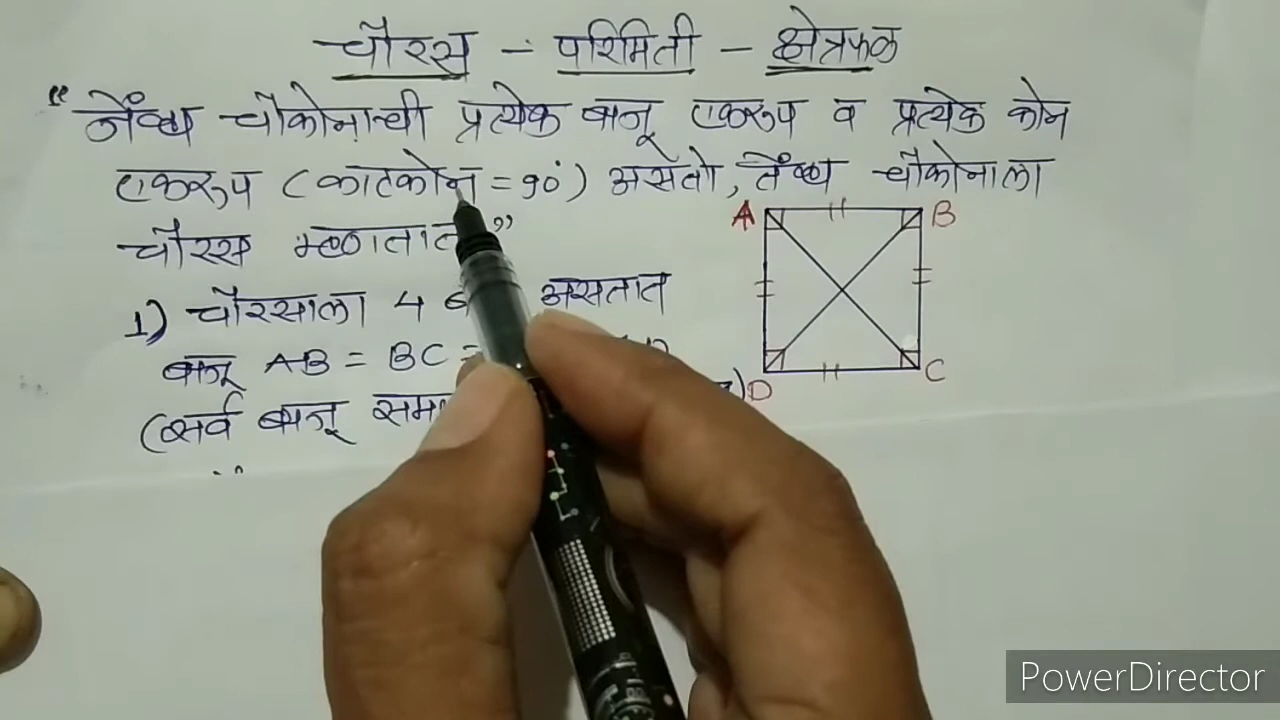 चौरस - परिमिती - क्षेत्रफळ
"ज्या चौकोनाची प्रत्येक बाजू एकरुप व प्रत्येक कोन
एकरुप (काटकोन = 90°) असतो, त्या चौकोनाला
चौरस म्हणतात"
1) चौरसाला 4 असतात
बाजू AB = BC =
(सर्व बाजू
A
B
C
D
PowerDirector